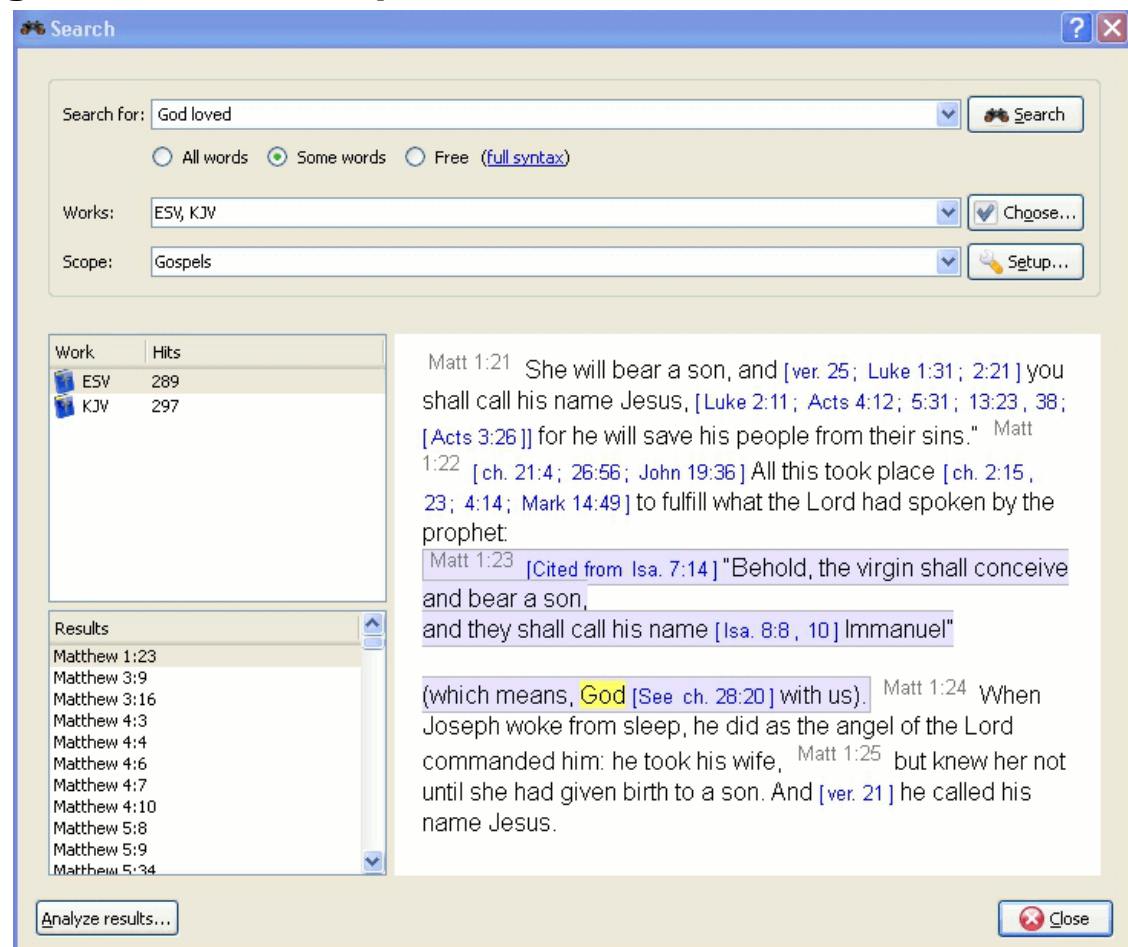 Search
Search for: God loved Search
All words Some words Free (full syntax)
Works: ESV, KJV Choose...
Scope: Gospels Setup...
Work Hits
ESV 289
KJV 297
Results
Matthew 1:23
Matthew 3:9
Matthew 3:16
Matthew 4:3
Matthew 4:4
Matthew 4:6
Matthew 4:7
Matthew 4:10
Matthew 5:8
Matthew 5:9
Matthew 5:34
Matt 1:21 She will bear a son, and [ver. 25; Luke 1:31; 2:21] you
shall call his name Jesus, [Luke 2:11; Acts 4:12; 5:31; 13:23, 38;
[Acts 3:26]] for he will save his people from their sins." Matt
1:22 [ch. 21:4; 26:56; John 19:36] All this took place [ch. 2:15,
23; 4:14; Mark 14:49] to fulfill what the Lord had spoken by the
prophet:
Matt 1:23 [Cited from Isa. 7:14] "Behold, the virgin shall conceive
and bear a son,
and they shall call his name [Isa. 8:8, 10] Immanuel"
(which means, God [See ch. 28:20] with us). Matt 1:24 When
Joseph woke from sleep, he did as the angel of the Lord
commanded him: he took his wife, Matt 1:25 but knew her not
until she had given birth to a son. And [ver. 21] he called his
name Jesus.
Analyze results... Close